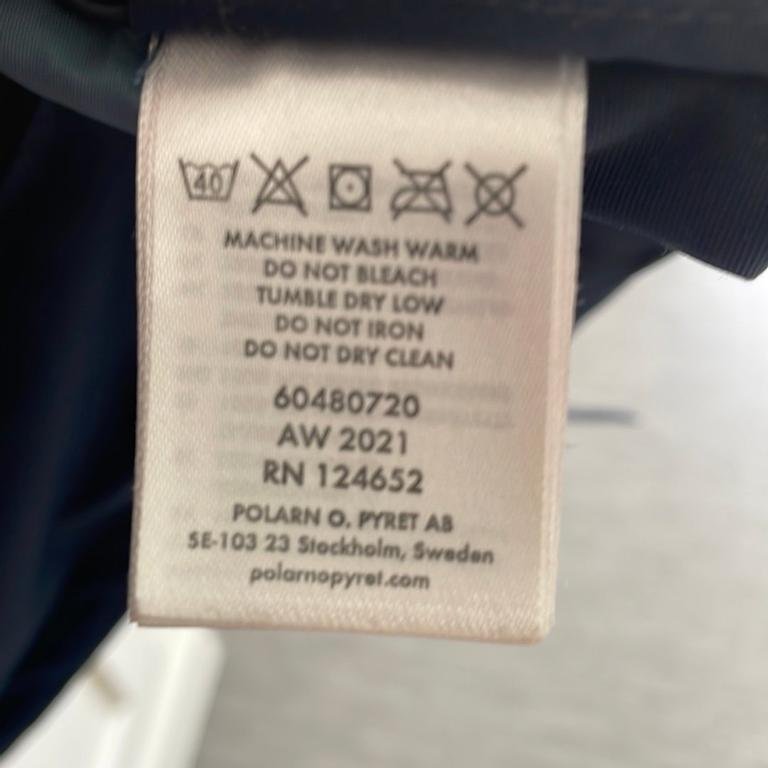 40
MACHINE WASH WARM
DO NOT BLEACH
TUMBLE DRY LOW
DO NOT IRON
DO NOT DRY CLEAN
60480720
AW 2021
RN 124652
POLARN O. PYRET AB
SE-103 23 Stockholm, Sweden
polarnopyret.com